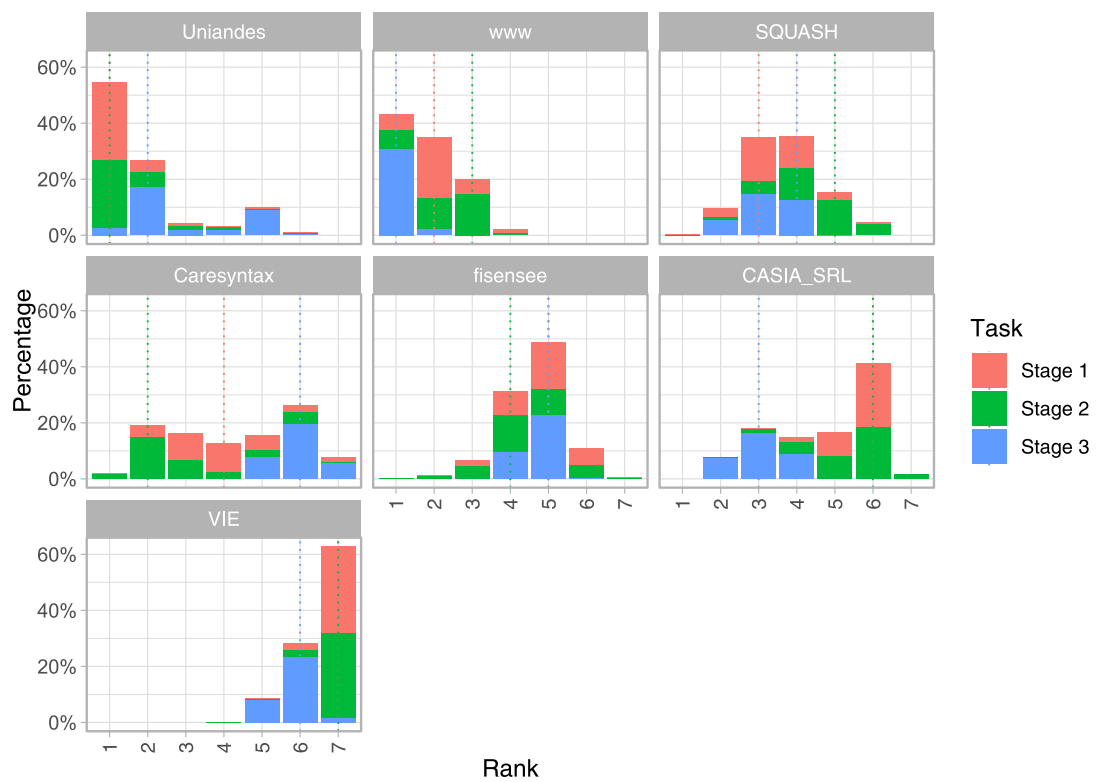 Uniandes
www
SQUASH
60%
40%
20%
0%
Caresyntax
fisensee
CASIA_SRL
60%
40%
20%
0%
1 2 3 4 5 6 7
1 2 3 4 5 6 7
VIE
60%
40%
20%
0%
1 2 3 4 5 6 7
Percentage
Rank
Task
Stage 1
Stage 2
Stage 3